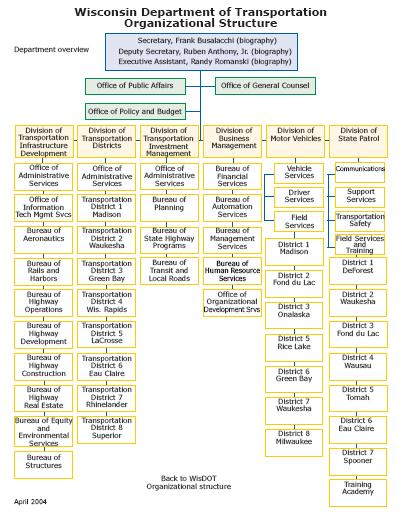 Wisconsin Department of Transportation
Organizational Structure
Department overview
Secretary, Frank Busalacchi (biography)
Deputy Secretary, Ruben Anthony, Jr. (biography)
Executive Assistant, Randy Romanski (biography)
Office of Public Affairs
Office of General Counsel
Office of Policy and Budget
Division of
Transportation
Infrastructure
Development
Office of
Administrative
Services
Office of
Information
Tech Mgmt Svcs
Bureau of
Aeronautics
Bureau of
Rails and
Harbors
Bureau of
Highway
Operations
Bureau of
Highway
Development
Bureau of
Highway
Construction
Bureau of
Highway
Real Estate
Bureau of Equity
and
Environmental
Services
Bureau of
Structures
Division of
Transportation
Districts
Office of
Administrative
Services
Transportation
District 1
Madison
Transportation
District 2
Waukesha
Transportation
District 3
Green Bay
Transportation
District 4
Wis. Rapids
Transportation
District 5
LaCrosse
Transportation
District 6
Eau Claire
Transportation
District 7
Rhinelander
Transportation
District 8
Superior
Division of
Transportation
Investment
Management
Office of
Administrative
Services
Bureau of
Planning
Bureau of
State Highway
Programs
Bureau of
Transit and
Local Roads
Division of
Business
Management
Bureau of
Financial
Services
Bureau of
Automation
Services
Bureau of
Management
Services
Bureau of
Human Resource
Services
Office of
Organizational
Development Srvs
Division of
Motor Vehicles
Vehicle
Services
Driver
Services
Field
Services
District 1
Madison
District 2
Fond du Lac
District 3
Onalaska
District 5
Rice Lake
District 6
Green Bay
District 7
Waukesha
District 8
Milwaukee
Division of
State Patrol
Communications
Support
Services
Transportation
Safety
Field Services
and
Training
District 1
DeForest
District 2
Waukesha
District 3
Fond du Lac
District 4
Wausau
District 5
Tomah
District 6
Eau Claire
District 7
Spooner
Training
Academy
Back to WisDOT
Organizational structure
April 2004